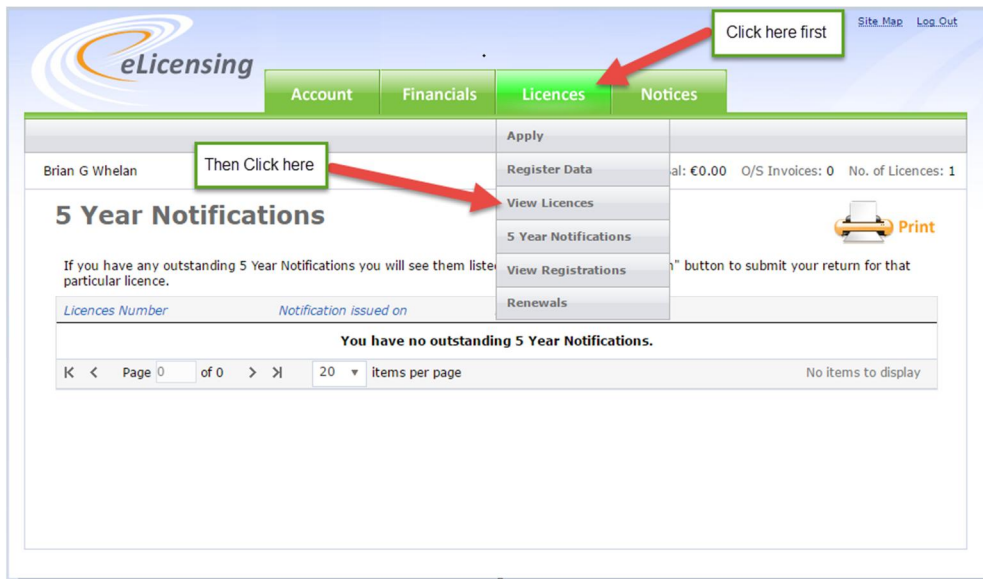 Click here first
Site Map Log Out
eLicensing
Account Financials Licences Notices
Apply
Brian G Whelan
Then Click here
Register Data
al: €0.00 O/S Invoices: 0 No. of Licences: 1
View Licences
5 Year Notifications
Print
5 Year Notifications
If you have any outstanding 5 Year Notifications you will see them liste
View Registrations
" button to submit your return for that
particular licence.
Renewals
Licences Number Notification issued on
You have no outstanding 5 Year Notifications.
Page 0 of 0 20 items per page No items to display